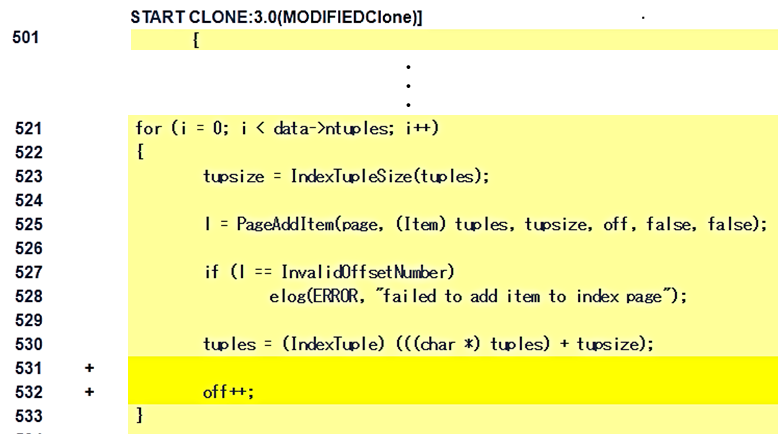 START CLONE:3.0(MODIFIEDClone)]
501 {
.
.
.
521 for (i = 0; i < data->ntuples; i++)
522 {
523 tupsize = IndexTupleSize(tuples);
524
525 l = PageAddItem(page, (Item) tuples, tupsize, off, false, false);
526
527 if (l == InvalidOffsetNumber)
528 elog(ERROR, "failed to add item to index page");
529
530 tuples = (IndexTuple) (((char *) tuples) + tupsize);
531 +
532 + off++;
533 }